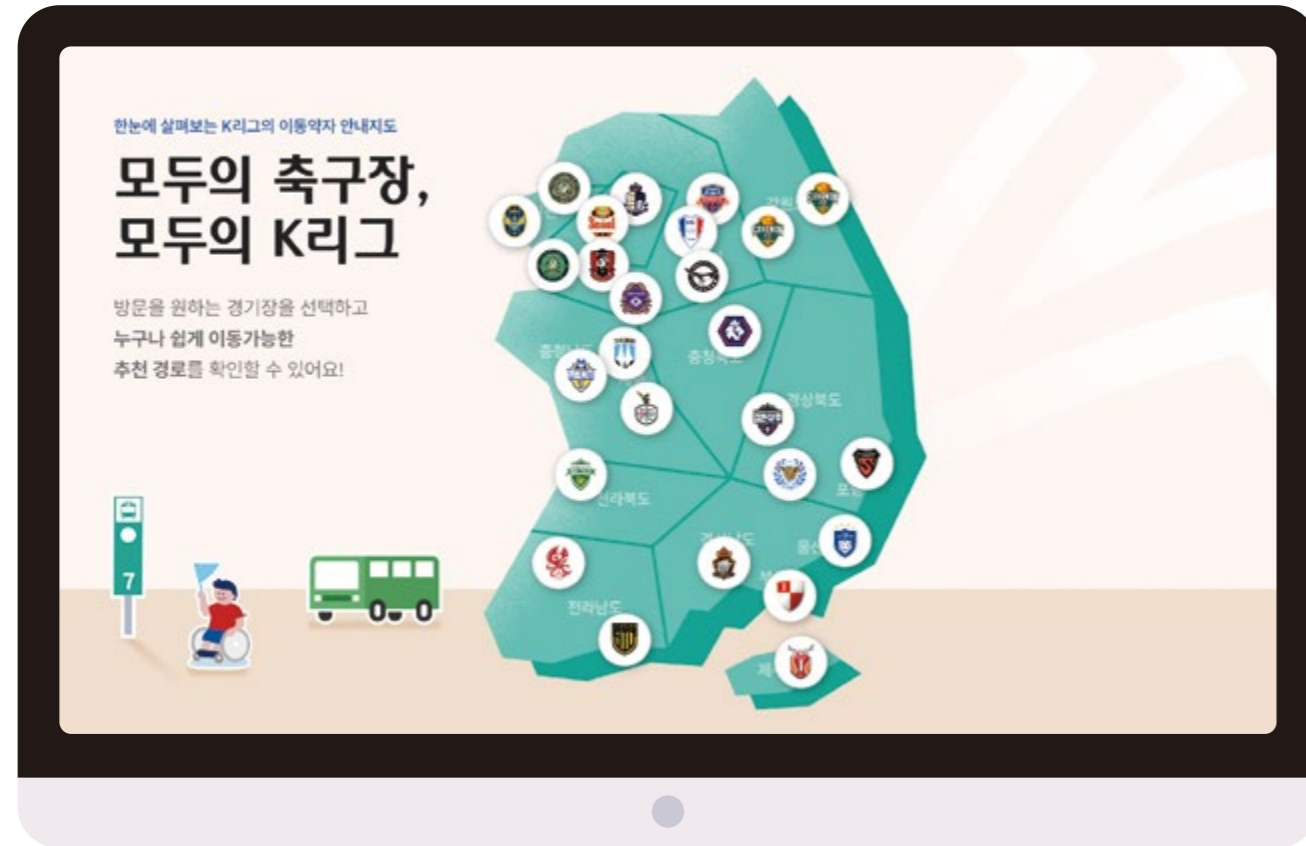 한눈에 살펴보는 K리그의 이동약자 안내지도
모두의 축구장,
모두의 K리그
방문을 원하는 경기장을 선택하고
누구나 쉽게 이동가능한
추천 경로를 확인할 수 있어요!
충청북도
경상북도
전라북도
전라남도
7